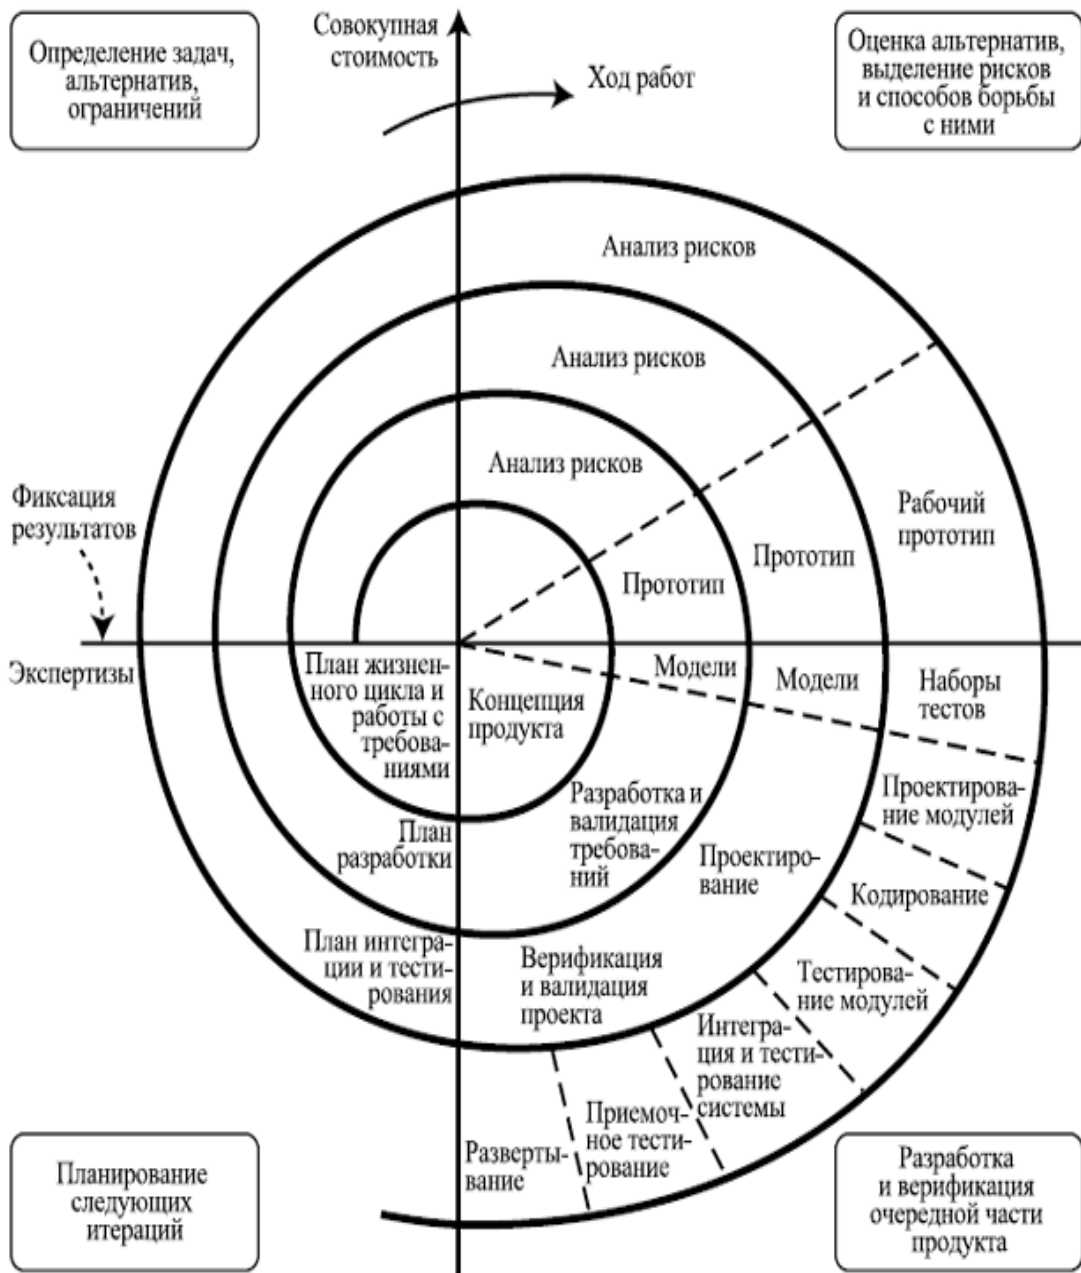 Определение задач,
альтернатив,
ограничений
Совокупная
стоимость
Ход работ
Оценка альтернатив,
выделение рисков
и способов борьбы
с ними
Анализ рисков
Анализ рисков
Анализ рисков
Фиксация
результатов
Рабочий
прототип
Прототип
Прототип
Экспертизы
План жизнен-
ного цикла и
работы с
требова-
ниями
Концепция
продукта
Модели
Модели
Наборы
тестов
Проектирова-
ние модулей
Разработка и
валидация
требова-
ний
План
разработки
Проектиро-
вание
Кодирование
План интегра-
ции и тести-
рования
Верификация
и валидация
проекта
Тестирова-
ние модулей
Интегра-
ция и тести-
рование
системы
Приемоч-
ное тести-
рование
Разверты-
вание
Планирование
следующих
итераций
Разработка
и верификация
очередной части
продукта